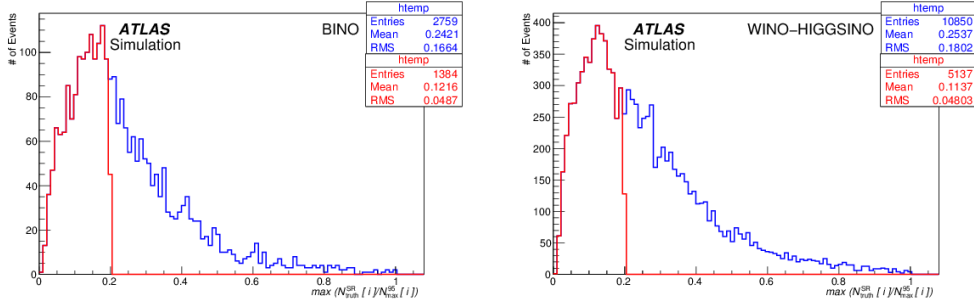 htemp
Entries 2759
Mean 0.2421
RMS 0.1664
htemp
Entries 1384
Mean 0.1216
RMS 0.0487
ATLAS
Simulation
BINO
# of Events
100
80
60
40
20
0
0 0.2 0.4 0.6 0.8 1
max (N^SR_truth [ i ]/N^95_max [ i ])
htemp
Entries 10850
Mean 0.2537
RMS 0.1802
htemp
Entries 5137
Mean 0.1137
RMS 0.04803
ATLAS
Simulation
WINO-HIGGSINO
# of Events
400
350
300
250
200
150
100
50
0
0 0.2 0.4 0.6 0.8 1
max (N^SR_truth [ i ]/N^95_max [ i ])